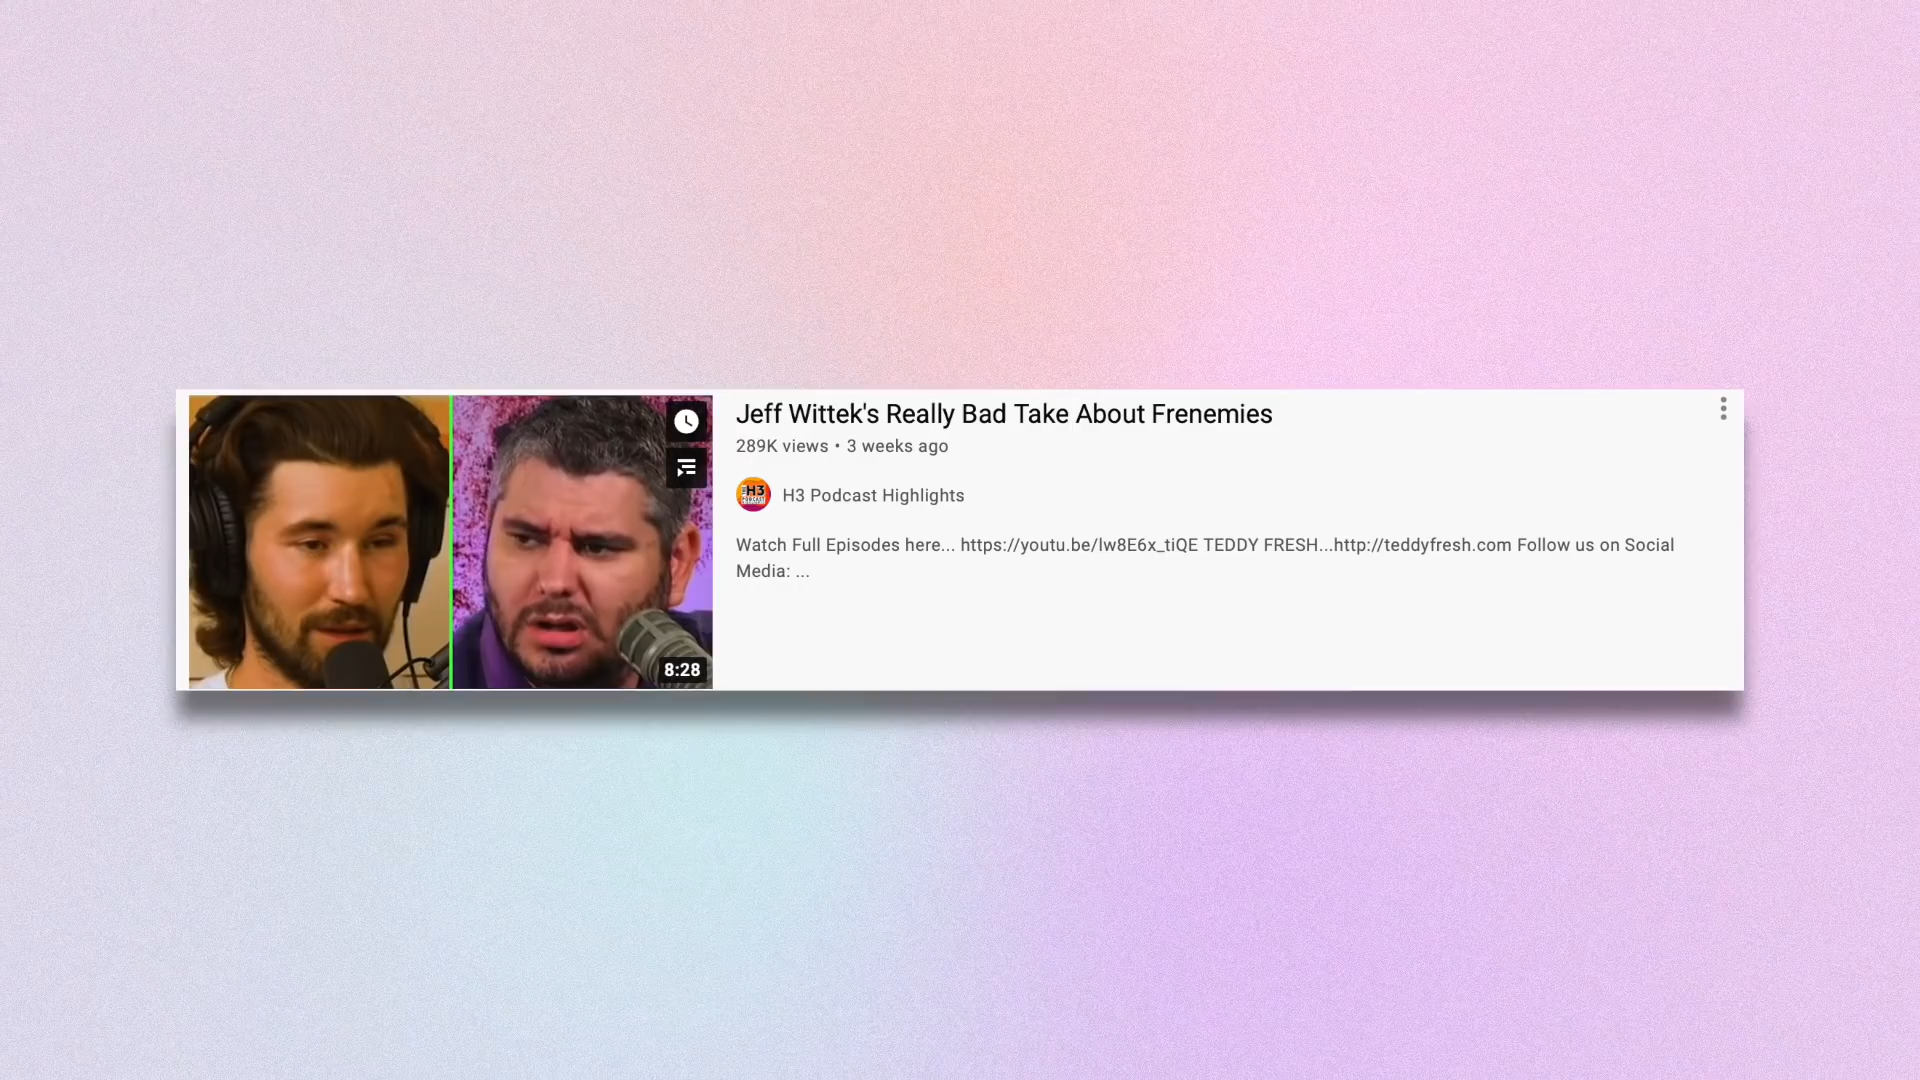 Jeff Wittek's Really Bad Take About Frenemies
289K views • 3 weeks ago
H3
H3 Podcast Highlights
Watch Full Episodes here... https://youtu.be/lw8E6x_tiQE TEDDY FRESH...http://teddyfresh.com Follow us on Social
Media: ...
8:28